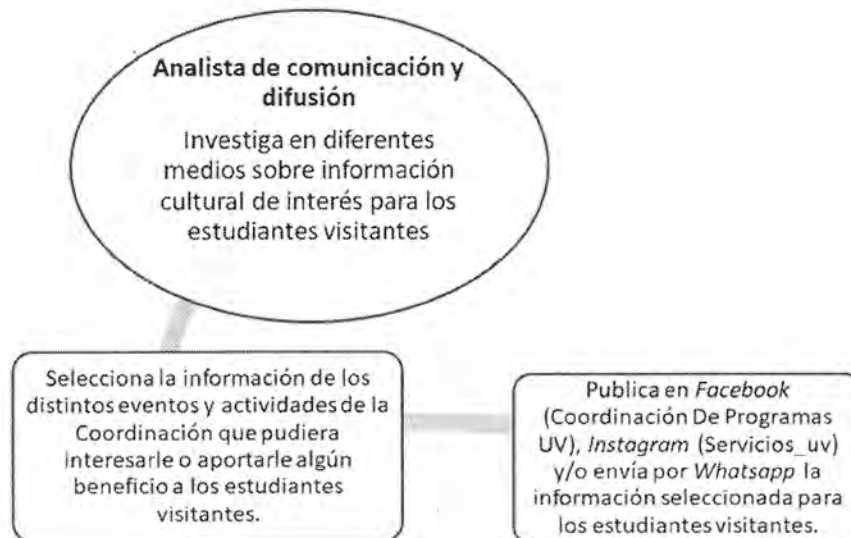 Analista de comunicación y
difusión
Investiga en diferentes
medios sobre información
cultural de interés para los
estudiantes visitantes
Selecciona la información de los
distintos eventos y actividades de la
Coordinación que pudiera
interesarle o aportarle algún
beneficio a los estudiantes
visitantes.
Publica en Facebook
(Coordinación De Programas
UV), Instagram (Servicios_uv)
y/o envía por Whatsapp la
información seleccionada para
los estudiantes visitantes.